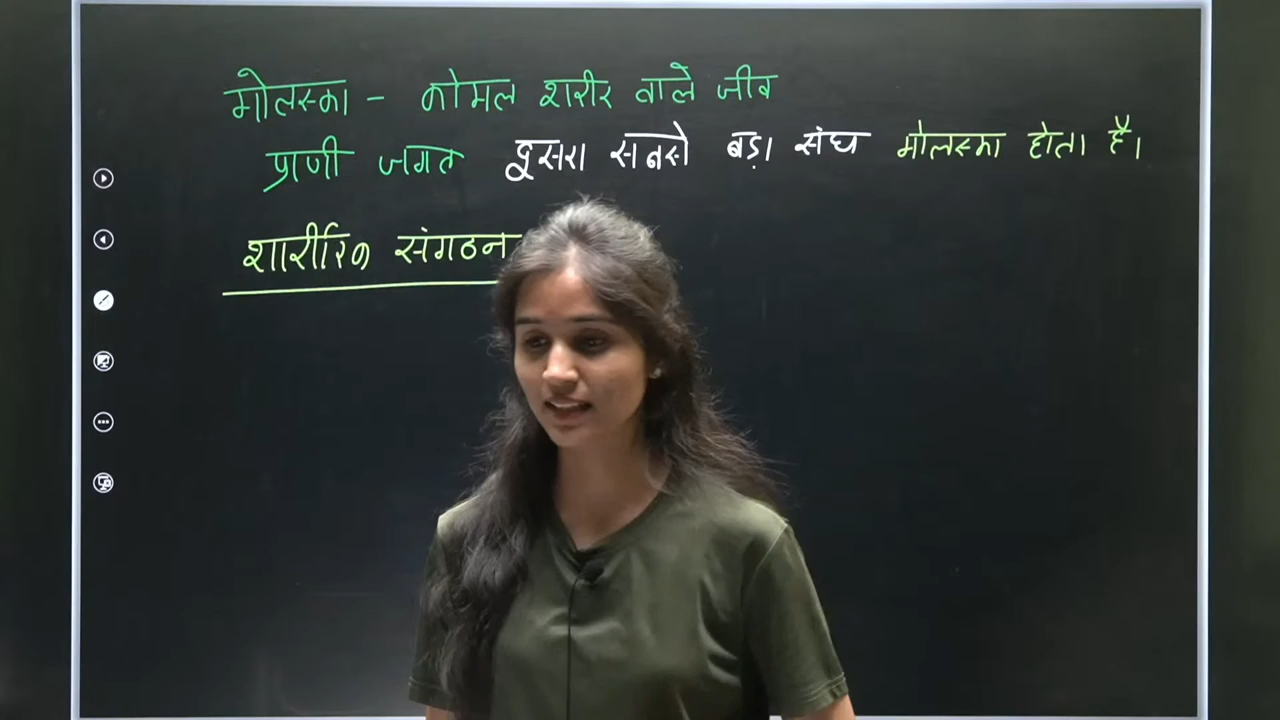 मोलस्का - कोमल शरीर वाले जीव
प्राणी जगत दूसरा सबसे बड़ा संघ मोलस्का होता है।
शारीरिक संगठन